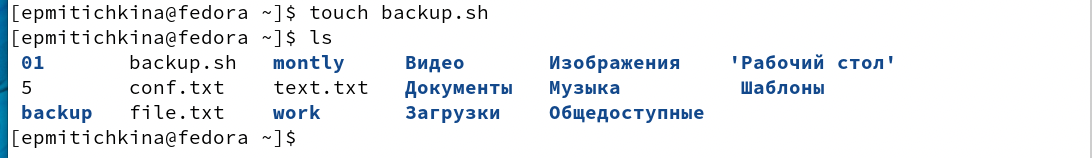 [epmitichkina@fedora ~]$ touch backup.sh
[epmitichkina@fedora ~]$ ls
01 backup.sh montly Видео Изображения 'Рабочий стол'
5 conf.txt text.txt Документы Музыка Шаблоны
backup file.txt work Загрузки Общедоступные
[epmitichkina@fedora ~]$